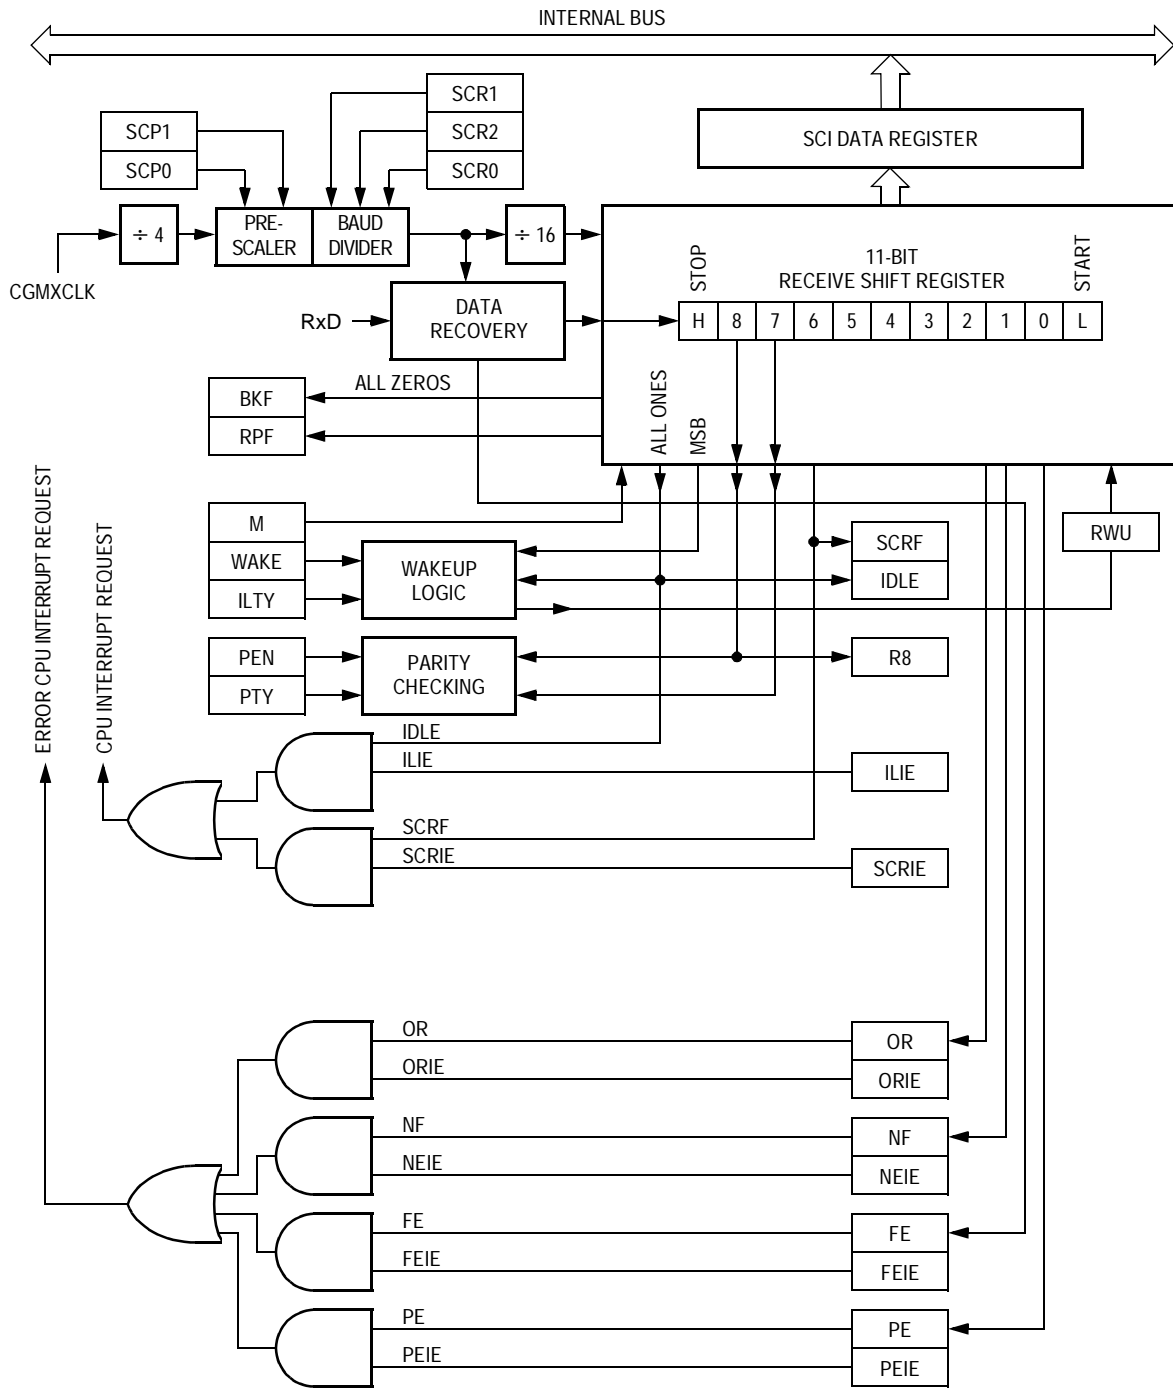 INTERNAL BUS
SCR1
SCR2
SCR0
SCP1
SCP0
SCI DATA REGISTER
÷ 4
PRE-
SCALER
BAUD
DIVIDER
÷ 16
CGMXCLK
STOP
11-BIT
RECEIVE SHIFT REGISTER
START
H 8 7 6 5 4 3 2 1 0 L
RxD
DATA
RECOVERY
ALL ZEROS
BKF
RPF
ALL ONES
MSB
ERROR CPU INTERRUPT REQUEST
CPU INTERRUPT REQUEST
M
WAKE
ILTY
WAKEUP
LOGIC
SCRF
IDLE
RWU
PEN
PTY
PARITY
CHECKING
R8
IDLE
ILIE
ILIE
SCRF
SCRIE
SCRIE
OR
ORIE
OR
ORIE
NF
NEIE
NF
NEIE
FE
FEIE
FE
FEIE
PE
PEIE
PE
PEIE